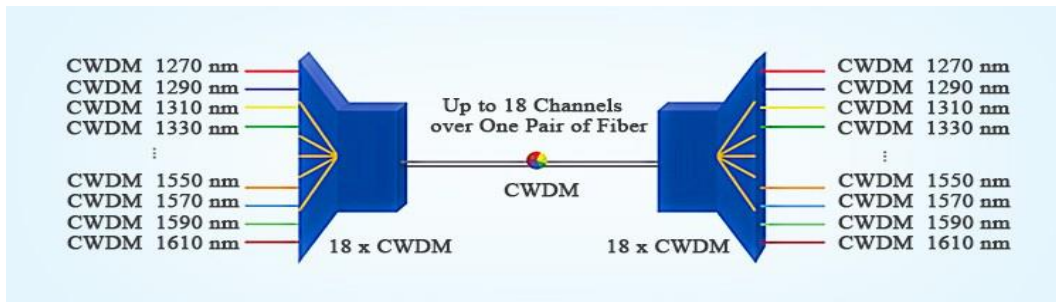 CWDM 1270 nm
CWDM 1290 nm
CWDM 1310 nm
CWDM 1330 nm
...
CWDM 1550 nm
CWDM 1570 nm
CWDM 1590 nm
CWDM 1610 nm
18 x CWDM
Up to 18 Channels
over One Pair of Fiber
CWDM
18 x CWDM
CWDM 1270 nm
CWDM 1290 nm
CWDM 1310 nm
CWDM 1330 nm
...
CWDM 1550 nm
CWDM 1570 nm
CWDM 1590 nm
CWDM 1610 nm